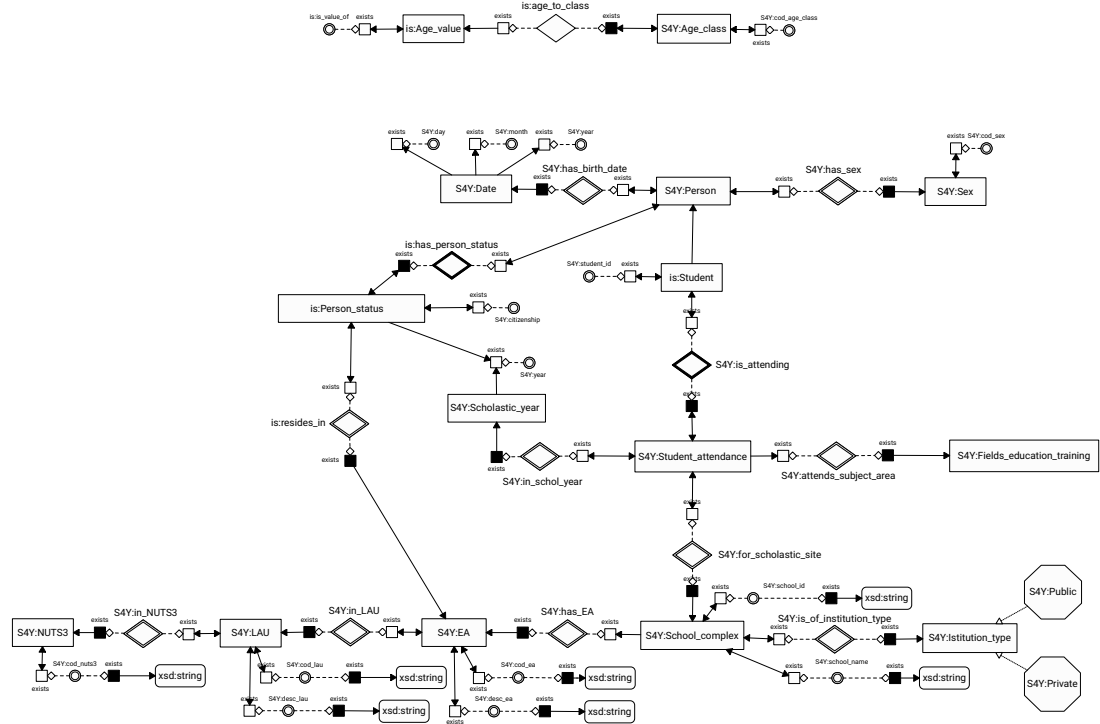 is:age_to_class
is:is_value_of
exists
is:Age_value
exists
exists
S4Y:Age_class
S4Y:cod_age_class
exists
exists
S4Y:day
exists
S4Y:month
exists
S4Y:year
exists
S4Y:cod_sex
S4Y:has_birth_date
S4Y:has_sex
S4Y:Date
exists
exists
S4Y:Person
exists
exists
S4Y:Sex
is:has_person_status
exists
exists
S4Y:student_id
exists
is:Student
is:Person_status
exists
S4Y:citizenship
exists
exists
S4Y:year
S4Y:is_attending
exists
exists
is:resides_in
S4Y:Scholastic_year
exists
exists
exists
S4Y:Student_attendance
exists
exists
S4Y:Fields_education_training
S4Y:in_schol_year
S4Y:attends_subject_area
exists
S4Y:for_scholastic_site
exists
S4Y:school_id
exists
xsd:string
S4Y:Public
S4Y:in_NUTS3
S4Y:in_LAU
S4Y:has_EA
S4Y:is_of_institution_type
S4Y:NUTS3
exists
exists
S4Y:LAU
exists
exists
S4Y:EA
exists
exists
S4Y:School_complex
exists
exists
S4Y:Istitution_type
S4Y:cod_nuts3
exists
xsd:string
exists
exists
S4Y:cod_lau
exists
xsd:string
exists
S4Y:cod_ea
exists
xsd:string
S4Y:school_name
exists
exists
xsd:string
S4Y:Private
exists
S4Y:desc_lau
exists
xsd:string
exists
S4Y:desc_ea
exists
xsd:string